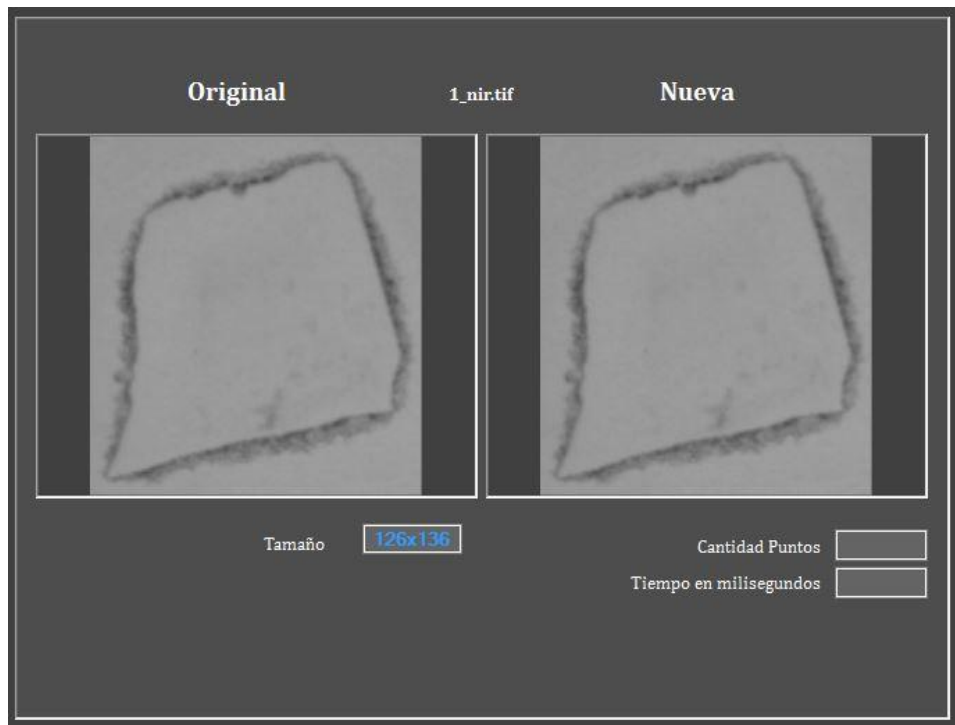 Original 1_nir.tif Nueva
Tamaño 126x136
Cantidad Puntos
Tiempo en milisegundos